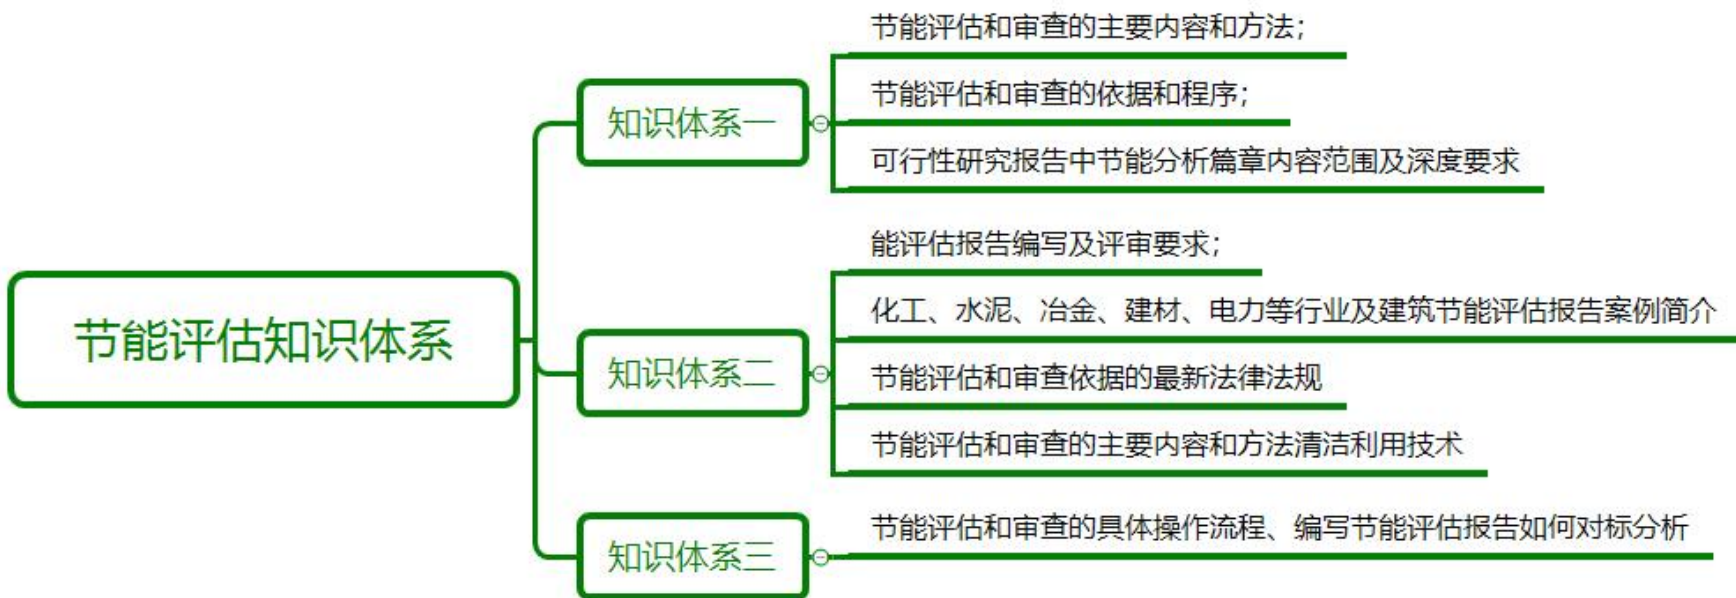 节能评估知识体系
知识体系一
节能评估和审查的主要内容和方法；
节能评估和审查的依据和程序；
可行性研究报告中节能分析篇章内容范围及深度要求
知识体系二
能评估报告编写及评审要求；
化工、水泥、冶金、建材、电力等行业及建筑节能评估报告案例简介
节能评估和审查依据的最新法律法规
节能评估和审查的主要内容和方法清洁利用技术
知识体系三
节能评估和审查的具体操作流程、编写节能评估报告如何对标分析